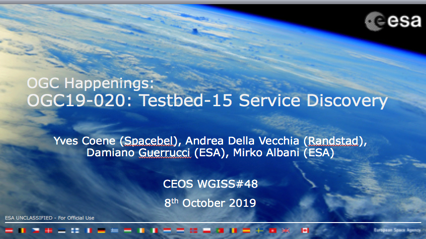 esa
OGC Happenings:
OGC19-020: Testbed-15 Service Discovery
Yves Coene (Spacebel), Andrea Della Vecchia (Randstad),
Damiano Guerrucci (ESA), Mirko Albani (ESA)
CEOS WGISS#48
8th October 2019
ESA UNCLASSIFIED - For Official Use
European Space Agency